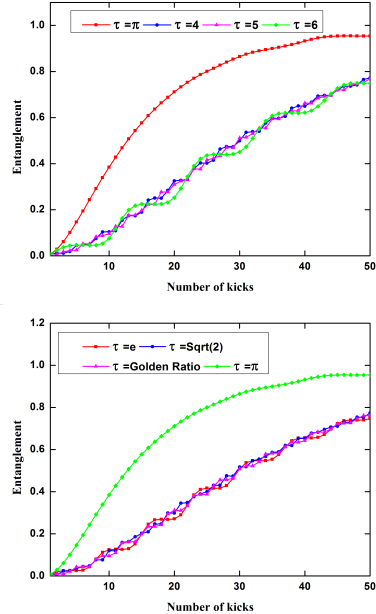 τ =π τ =4 τ =5 τ =6
1.0
0.8
0.6
0.4
0.2
0.0
Entanglement
10 20 30 40 50
Number of kicks
1.2
τ =e τ =Sqrt(2)
τ =Golden Ratio τ =π
1.0
0.8
0.6
0.4
0.2
0.0
Entanglement
10 20 30 40 50
Number of kicks